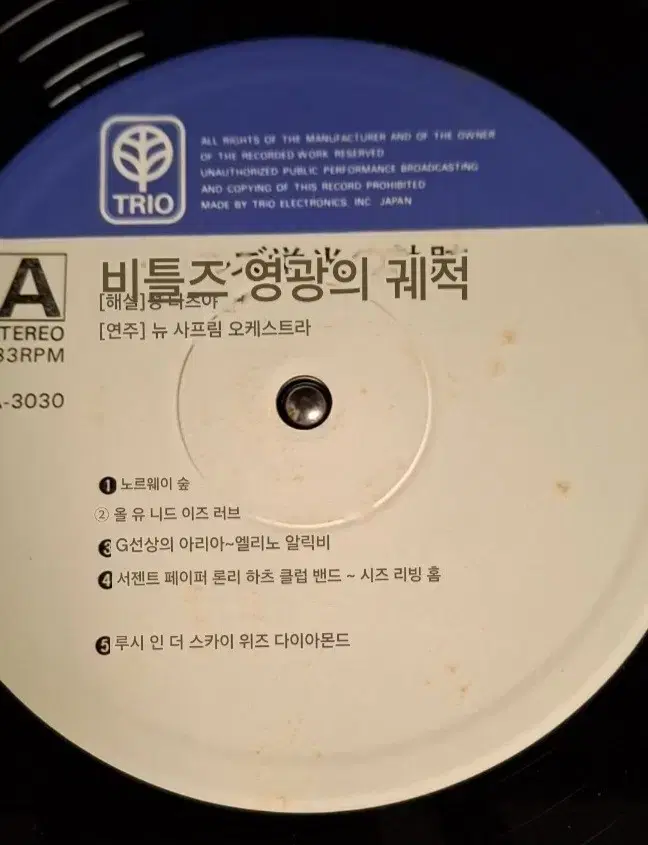 TRIO
ALL RIGHTS OF THE MANUFACTURER AND OF THE OWNER
OF THE RECORDED WORK RESERVED
UNAUTHORIZED PUBLIC PERFORMANCE BROADCASTING
AND COPYING OF THIS RECORD PROHIBITED
MADE BY TRIO ELECTRONICS, INC. JAPAN
A
비틀즈 영광의 궤적
[해설]
TEREO
[연주] 뉴 사프림 오케스트라
33RPM
-3030
❶ 노르웨이 숲
② 올 유 니드 이즈 러브
❸ G선상의 아리아~엘리노 알릭비
❹ 서젠트 페이퍼 론리 하츠 클럽 밴드 ~ 시즈 리빙 홈
❺ 루시 인 더 스카이 위즈 다이아몬드